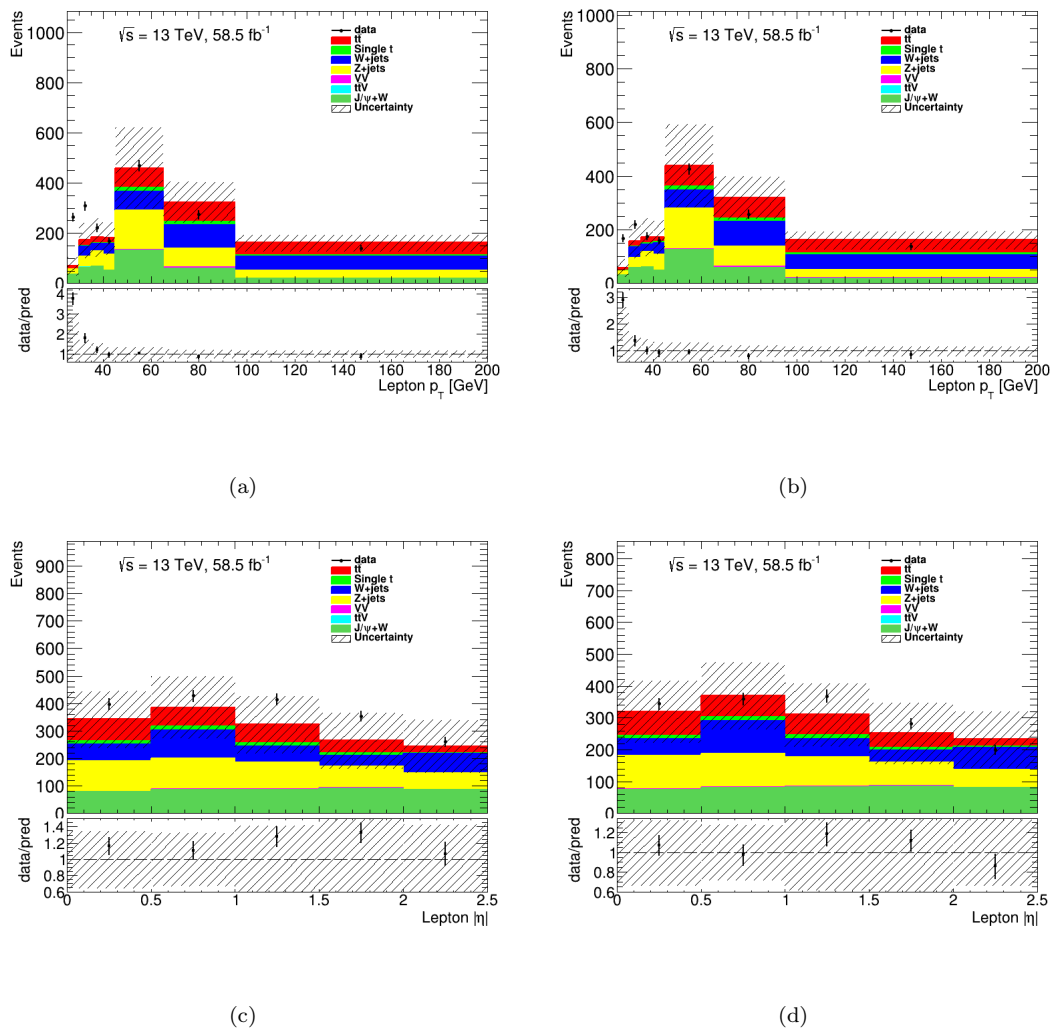 Events
1000
800
600
400
200
0
√s = 13 TeV, 58.5 fb⁻¹
data
tt̄
Single t
W+jets
Z+jets
VV
tt̄V
J/ψ+W
Uncertainty
data/pred
4
3
2
1
40 60 80 100 120 140 160 180 200
Lepton p_T [GeV]
(a)
Events
1000
800
600
400
200
0
√s = 13 TeV, 58.5 fb⁻¹
data
tt̄
Single t
W+jets
Z+jets
VV
tt̄V
J/ψ+W
Uncertainty
data/pred
3
2
1
40 60 80 100 120 140 160 180 200
Lepton p_T [GeV]
(b)
Events
900
800
700
600
500
400
300
200
100
0
√s = 13 TeV, 58.5 fb⁻¹
data
tt̄
Single t
W+jets
Z+jets
VV
tt̄V
J/ψ+W
Uncertainty
data/pred
1.4
1.2
1
0.8
0.6
0 0.5 1 1.5 2 2.5
Lepton |η|
(c)
Events
800
700
600
500
400
300
200
100
0
√s = 13 TeV, 58.5 fb⁻¹
data
tt̄
Single t
W+jets
Z+jets
VV
tt̄V
J/ψ+W
Uncertainty
data/pred
1.2
1
0.8
0.6
0 0.5 1 1.5 2 2.5
Lepton |η|
(d)